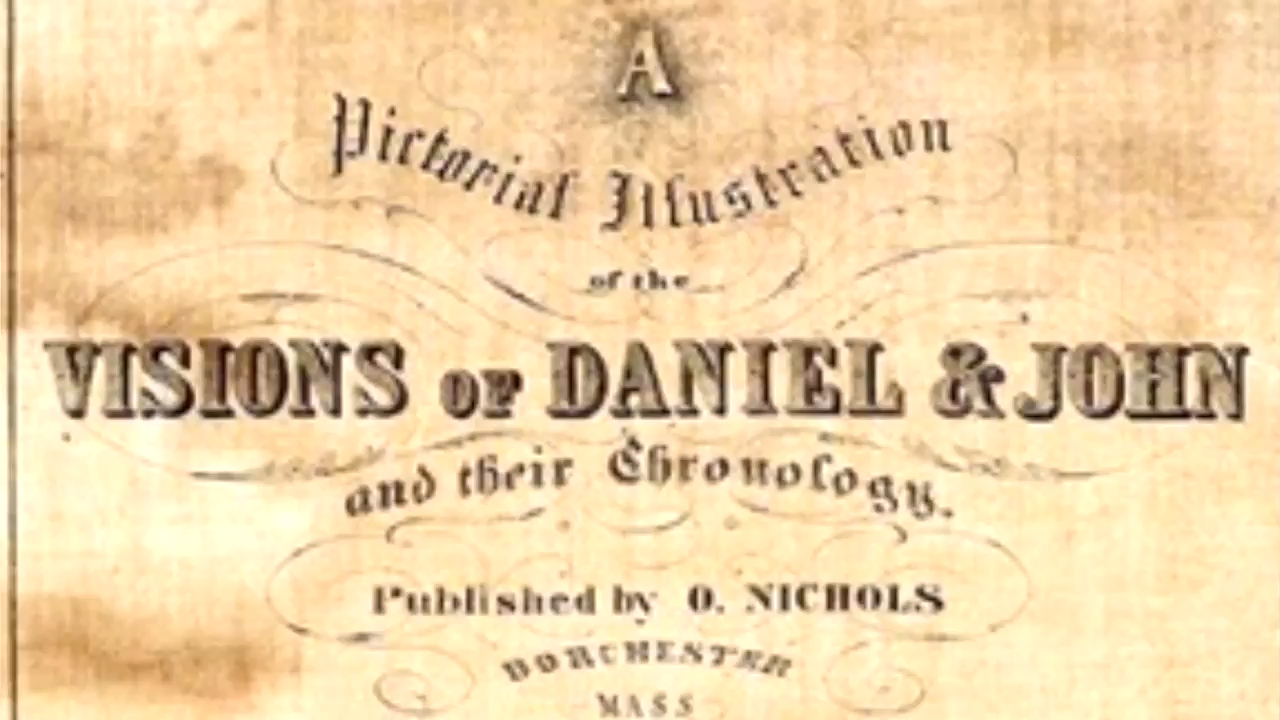 A
Pictorial Illustration
of the
VISIONS OF DANIEL & JOHN
and their Chronology.
Published by O. NICHOLS
DORCHESTER
MASS